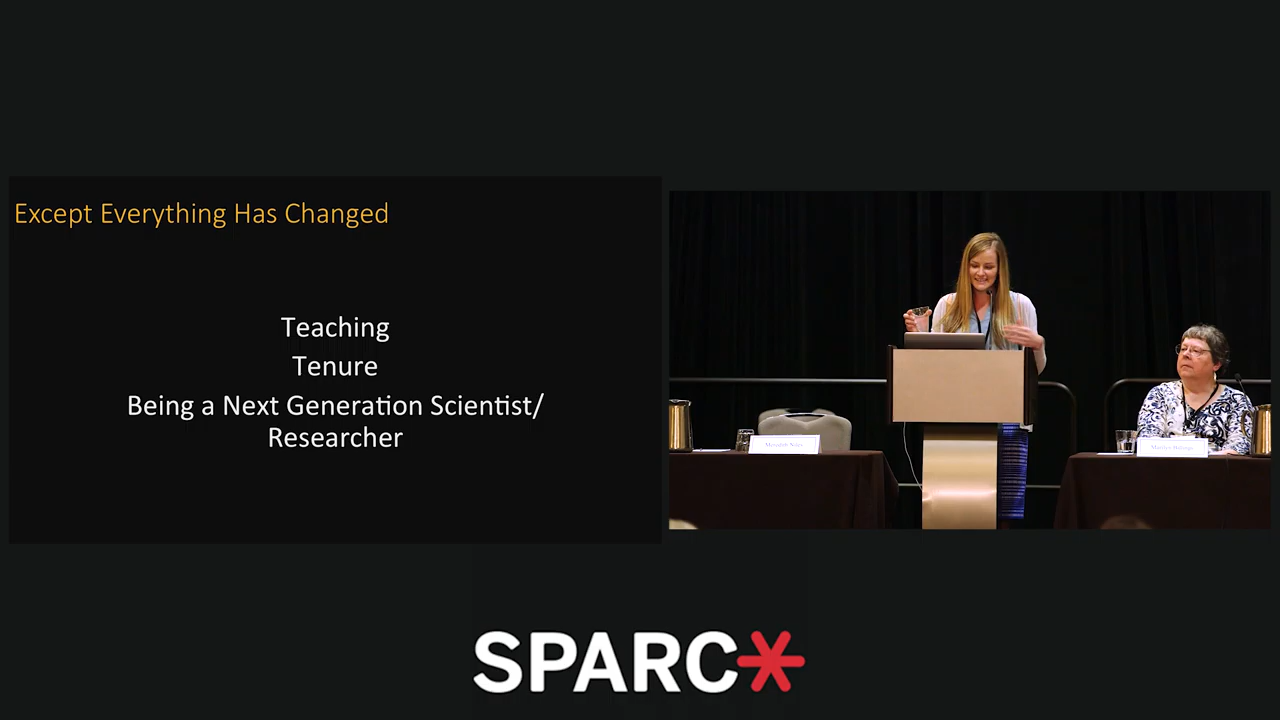 Except Everything Has Changed
Teaching
Tenure
Being a Next Generation Scientist/
Researcher
SPARC